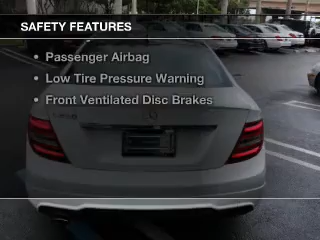 SAFETY FEATURES
• Passenger Airbag
• Low Tire Pressure Warning
• Front Ventilated Disc Brakes